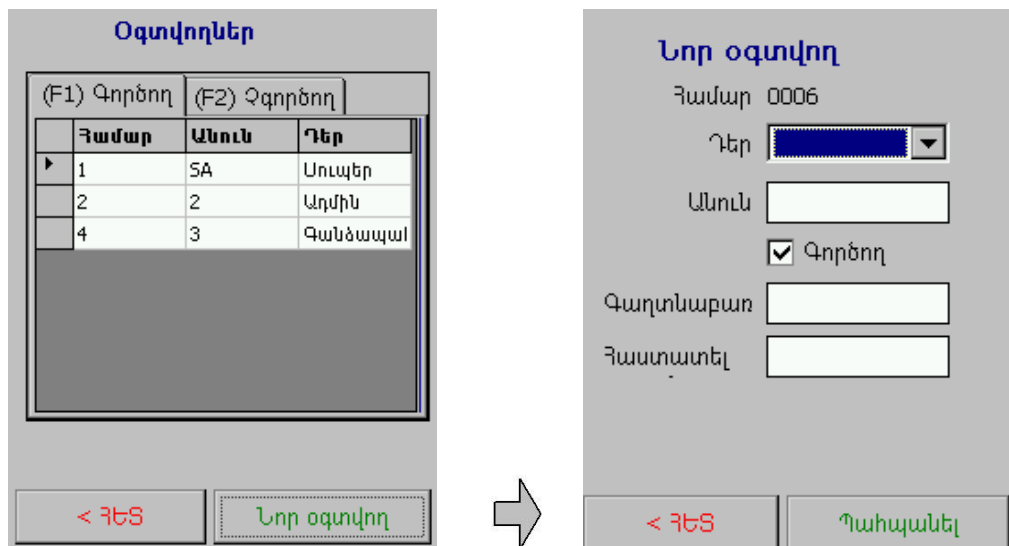 Օգտվողներ
(F1) Գործող (F2) Չգործող
Համար Անուն Դեր
1 SA Սուպեր
2 2 Ադմին
4 3 Գանձապահ
< ՀԵՏ Նոր օգտվող
Նոր օգտվող
Համար 0006
Դեր
Անուն
Գործող
Գաղտնաբառ
Հաստատել
< ՀԵՏ Պահպանել